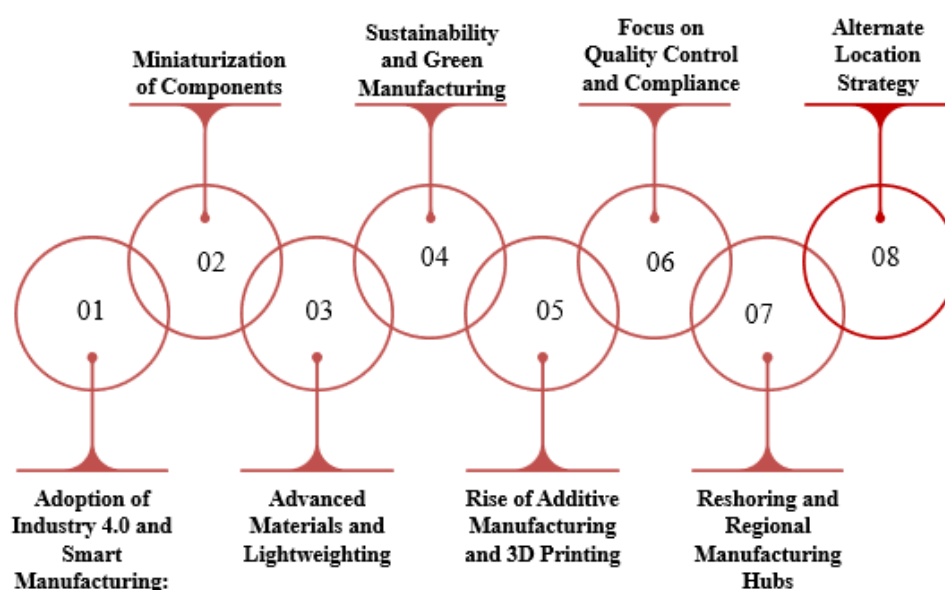 Miniaturization
of Components
Sustainability
and Green
Manufacturing
Focus on
Quality Control
and Compliance
Alternate
Location
Strategy
01
02
03
04
05
06
07
08
Adoption of
Industry 4.0 and
Smart
Manufacturing:
Advanced
Materials and
Lightweighting
Rise of Additive
Manufacturing
and 3D Printing
Reshoring and
Regional
Manufacturing
Hubs